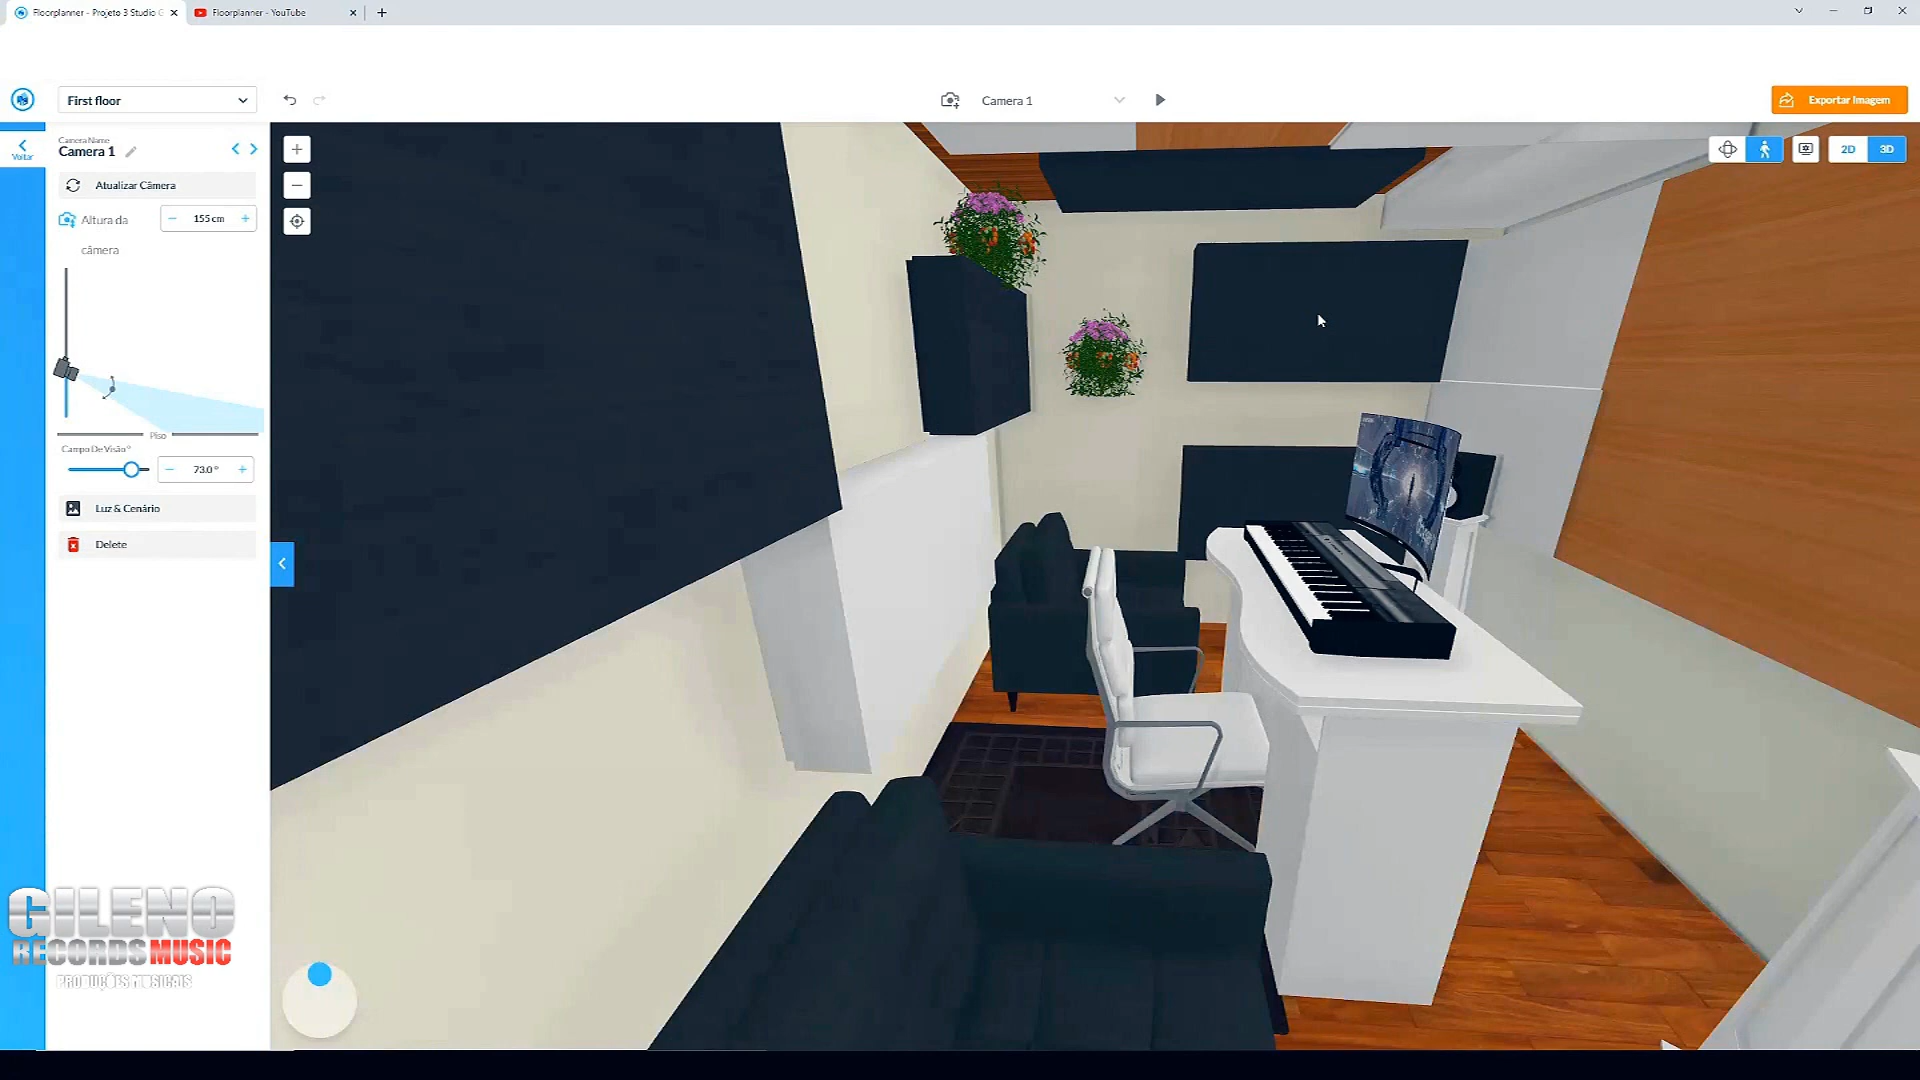 Floorplanner - Projeto 3 Studio G
Floorplanner - YouTube
First floor
Camera 1
Exportar Imagem
Voltar
Camera Name
Camera 1
2D
3D
Atualizar Câmera
Altura da
câmera
155 cm
Piso
Campo De Visão°
73.0 °
Luz & Cenário
Delete
GILENO
RECORDS MUSIC
PRODUÇÕES MUSICAIS